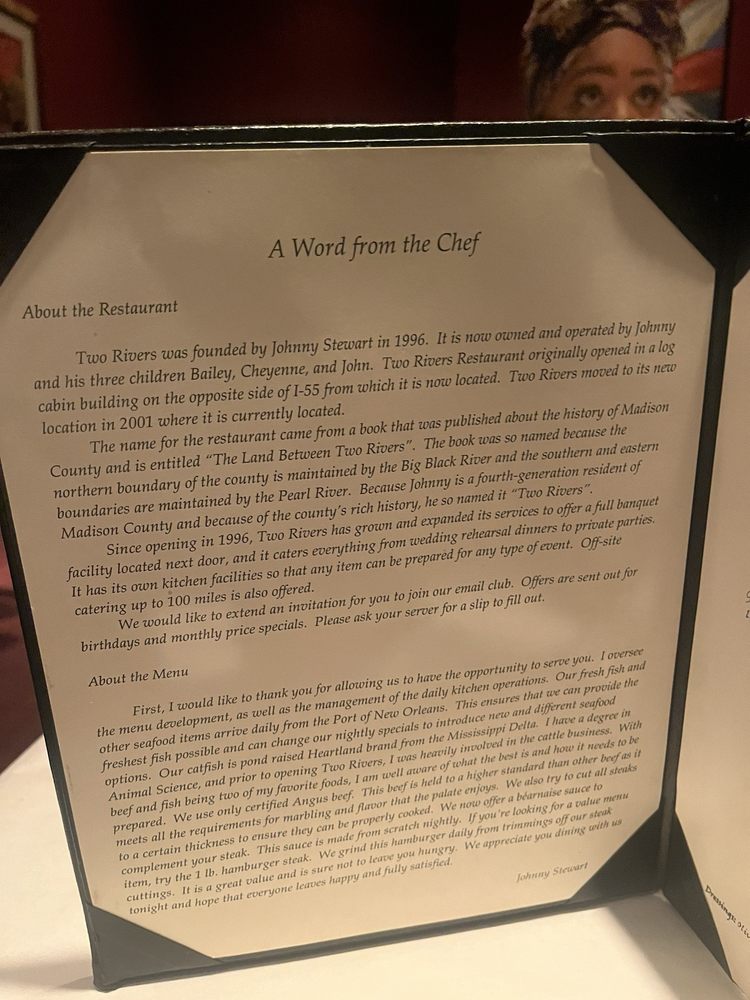 A Word from the Chef
About the Restaurant
Two Rivers was founded by Johnny Stewart in 1996. It is now owned and operated by Johnny
and his three children Bailey, Cheyenne, and John. Two Rivers Restaurant originally opened in a log
cabin building on the opposite side of I-55 from which it is now located. Two Rivers moved to its new
location in 2001 where it is currently located.
The name for the restaurant came from a book that was published about the history of Madison
County and is entitled "The Land Between Two Rivers". The book was so named because the
northern boundary of the county is maintained by the Big Black River and the southern and eastern
boundaries are maintained by the Pearl River. Because Johnny is a fourth-generation resident of
Madison County and because of the county's rich history, he so named it "Two Rivers".
Since opening in 1996, Two Rivers has grown and expanded its services to offer a full banquet
facility located next door, and it caters everything from wedding rehearsal dinners to private parties.
It has its own kitchen facilities so that any item can be prepared for any type of event. Off-site
catering up to 100 miles is also offered.
We would like to extend an invitation for you to join our email club. Offers are sent out for
birthdays and monthly price specials. Please ask your server for a slip to fill out.
About the Menu
First, I would like to thank you for allowing us to have the opportunity to serve you. I oversee
the menu development, as well as the management of the daily kitchen operations. Our fresh fish and
other seafood items arrive daily from the Port of New Orleans. This ensures that we can provide the
freshest fish possible and can change our nightly specials to introduce new and different seafood
options. Our catfish is pond raised Heartland brand from the Mississippi Delta. I have a degree in
Animal Science, and prior to opening Two Rivers, I was heavily involved in the cattle business. With
beef and fish being two of my favorite foods, I am well aware of what the best is and how it needs to be
prepared. We use only certified Angus beef. This beef is held to a higher standard than other beef as it
meets all the requirements for marbling and flavor that the palate enjoys. We also try to cut all steaks
to a certain thickness to ensure they can be properly cooked. We now offer a béarnaise sauce to
complement your steak. This sauce is made from scratch nightly. If you're looking for a value menu
item, try the 1 lb. hamburger steak. We grind this hamburger daily from trimmings off our steak
cuttings. It is a great value and is sure not to leave you hungry. We appreciate you dining with us
tonight and hope that everyone leaves happy and fully satisfied.
Johnny Stewart
Dressings: